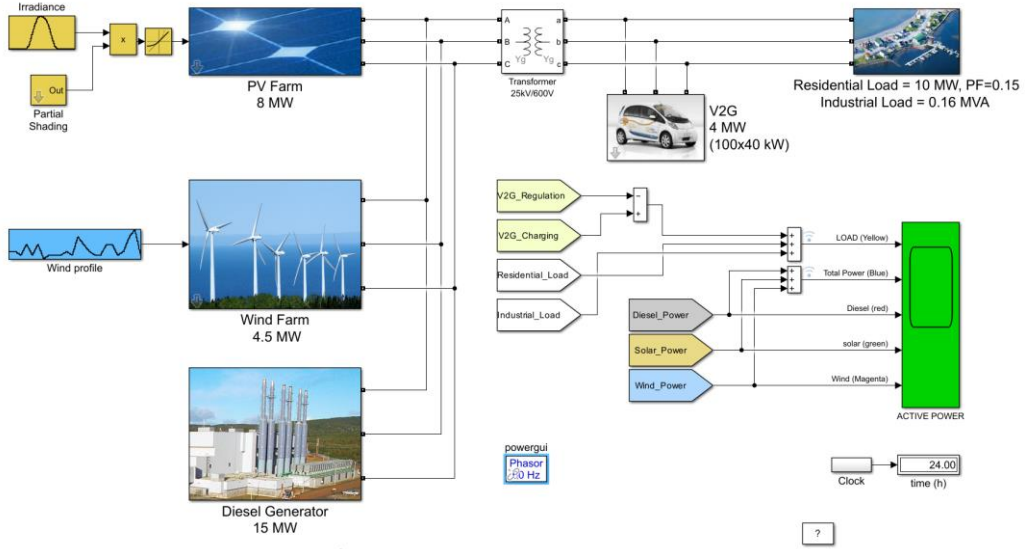 Irradiance
x
Out
Partial
Shading
PV Farm
8 MW
A
B
C
a
b
c
Yg
Yg
Transformer
25kV/600V
Residential Load = 10 MW, PF=0.15
Industrial Load = 0.16 MVA
V2G
4 MW
(100x40 kW)
Wind profile
Wind Farm
4.5 MW
V2G_Regulation
V2G_Charging
Residential_Load
Industrial_Load
−
+
+
+
+
+
+
+
LOAD (Yellow)
Total Power (Blue)
Diesel (red)
solar (green)
Wind (Magenta)
Diesel_Power
Solar_Power
Wind_Power
ACTIVE POWER
Diesel Generator
15 MW
powergui
Phasor
0 Hz
Clock
24.00
time (h)
?